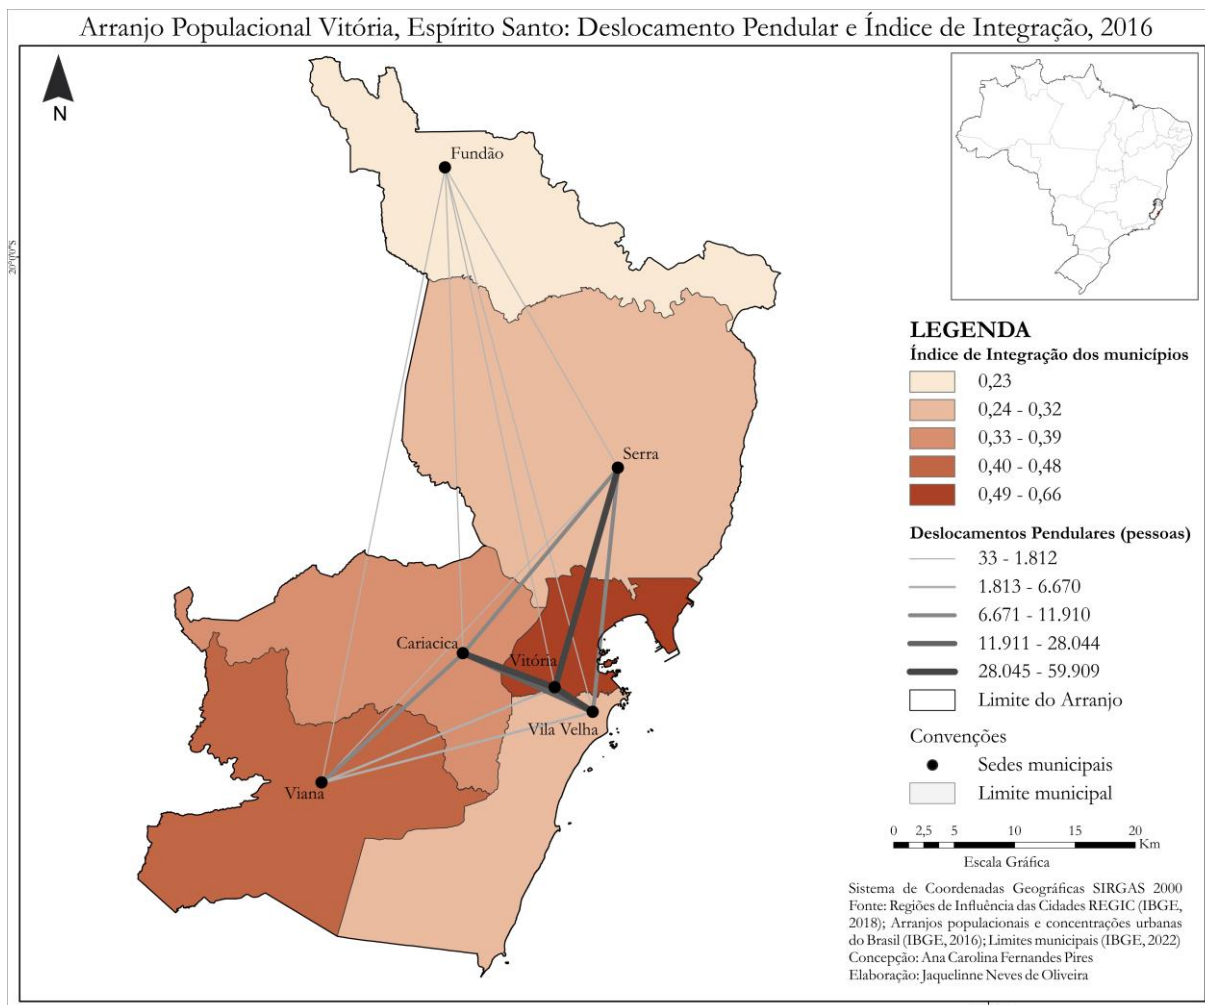 Arranjo Populacional Vitória, Espírito Santo: Deslocamento Pendular e Índice de Integração, 2016
N
20°0'0"S
Fundão
Serra
Cariacica
Vitória
Vila Velha
Viana
LEGENDA
Índice de Integração dos municípios
0,23
0,24 - 0,32
0,33 - 0,39
0,40 - 0,48
0,49 - 0,66
Deslocamentos Pendulares (pessoas)
33 - 1.812
1.813 - 6.670
6.671 - 11.910
11.911 - 28.044
28.045 - 59.909
Limite do Arranjo
Convenções
Sedes municipais
Limite municipal
0 2,5 5 10 15 20
Km
Escala Gráfica
Sistema de Coordenadas Geográficas SIRGAS 2000
Fonte: Regiões de Influência das Cidades REGIC (IBGE,
2018); Arranjos populacionais e concentrações urbanas
do Brasil (IBGE, 2016); Limites municipais (IBGE, 2022)
Concepção: Ana Carolina Fernandes Pires
Elaboração: Jaquelinne Neves de Oliveira